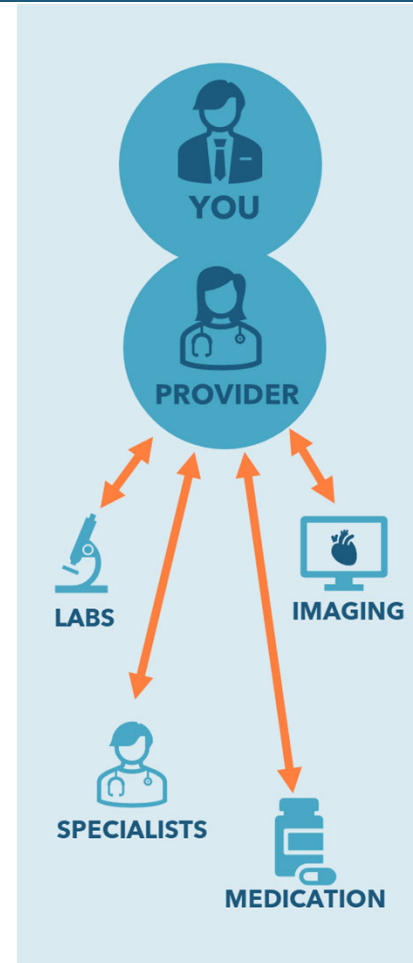 YOU
PROVIDER
LABS
IMAGING
SPECIALISTS
MEDICATION